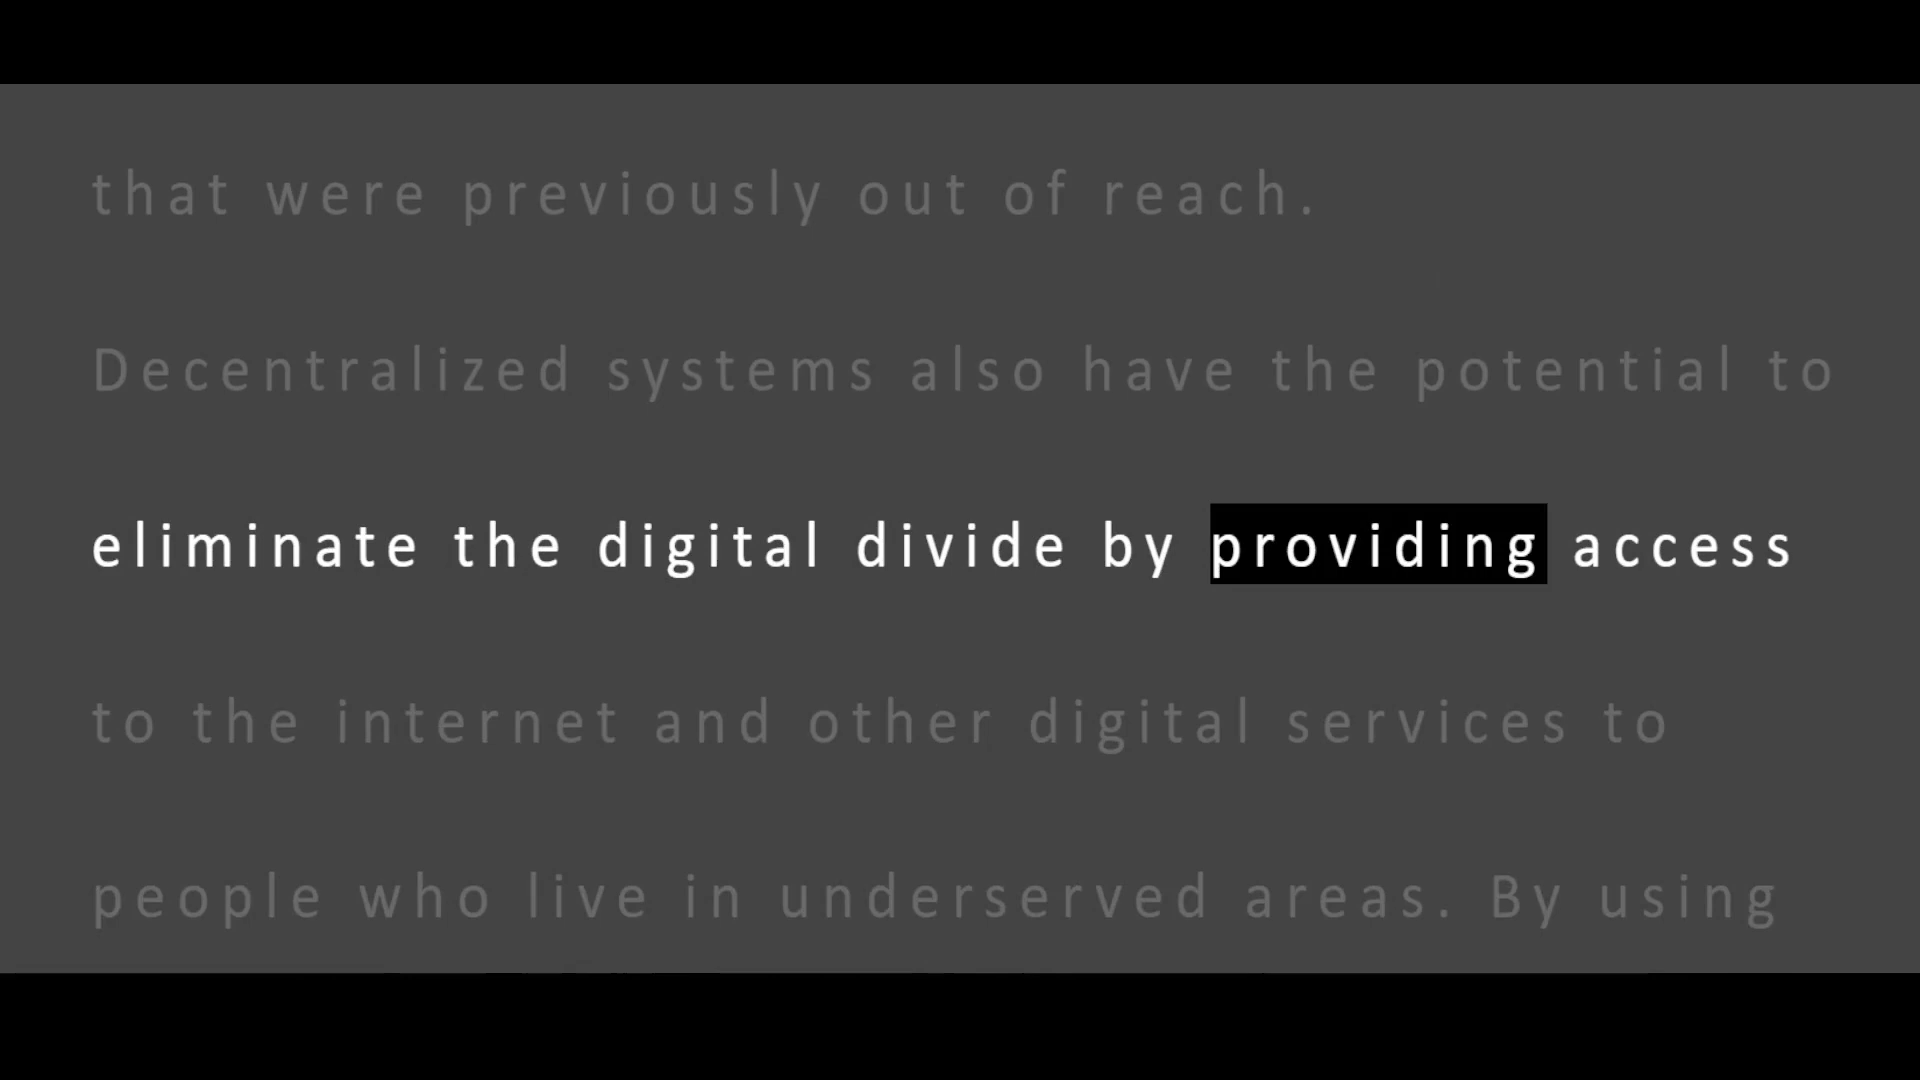 that were previously out of reach.
Decentralized systems also have the potential to
eliminate the digital divide by providing access
to the internet and other digital services to
people who live in underserved areas. By using